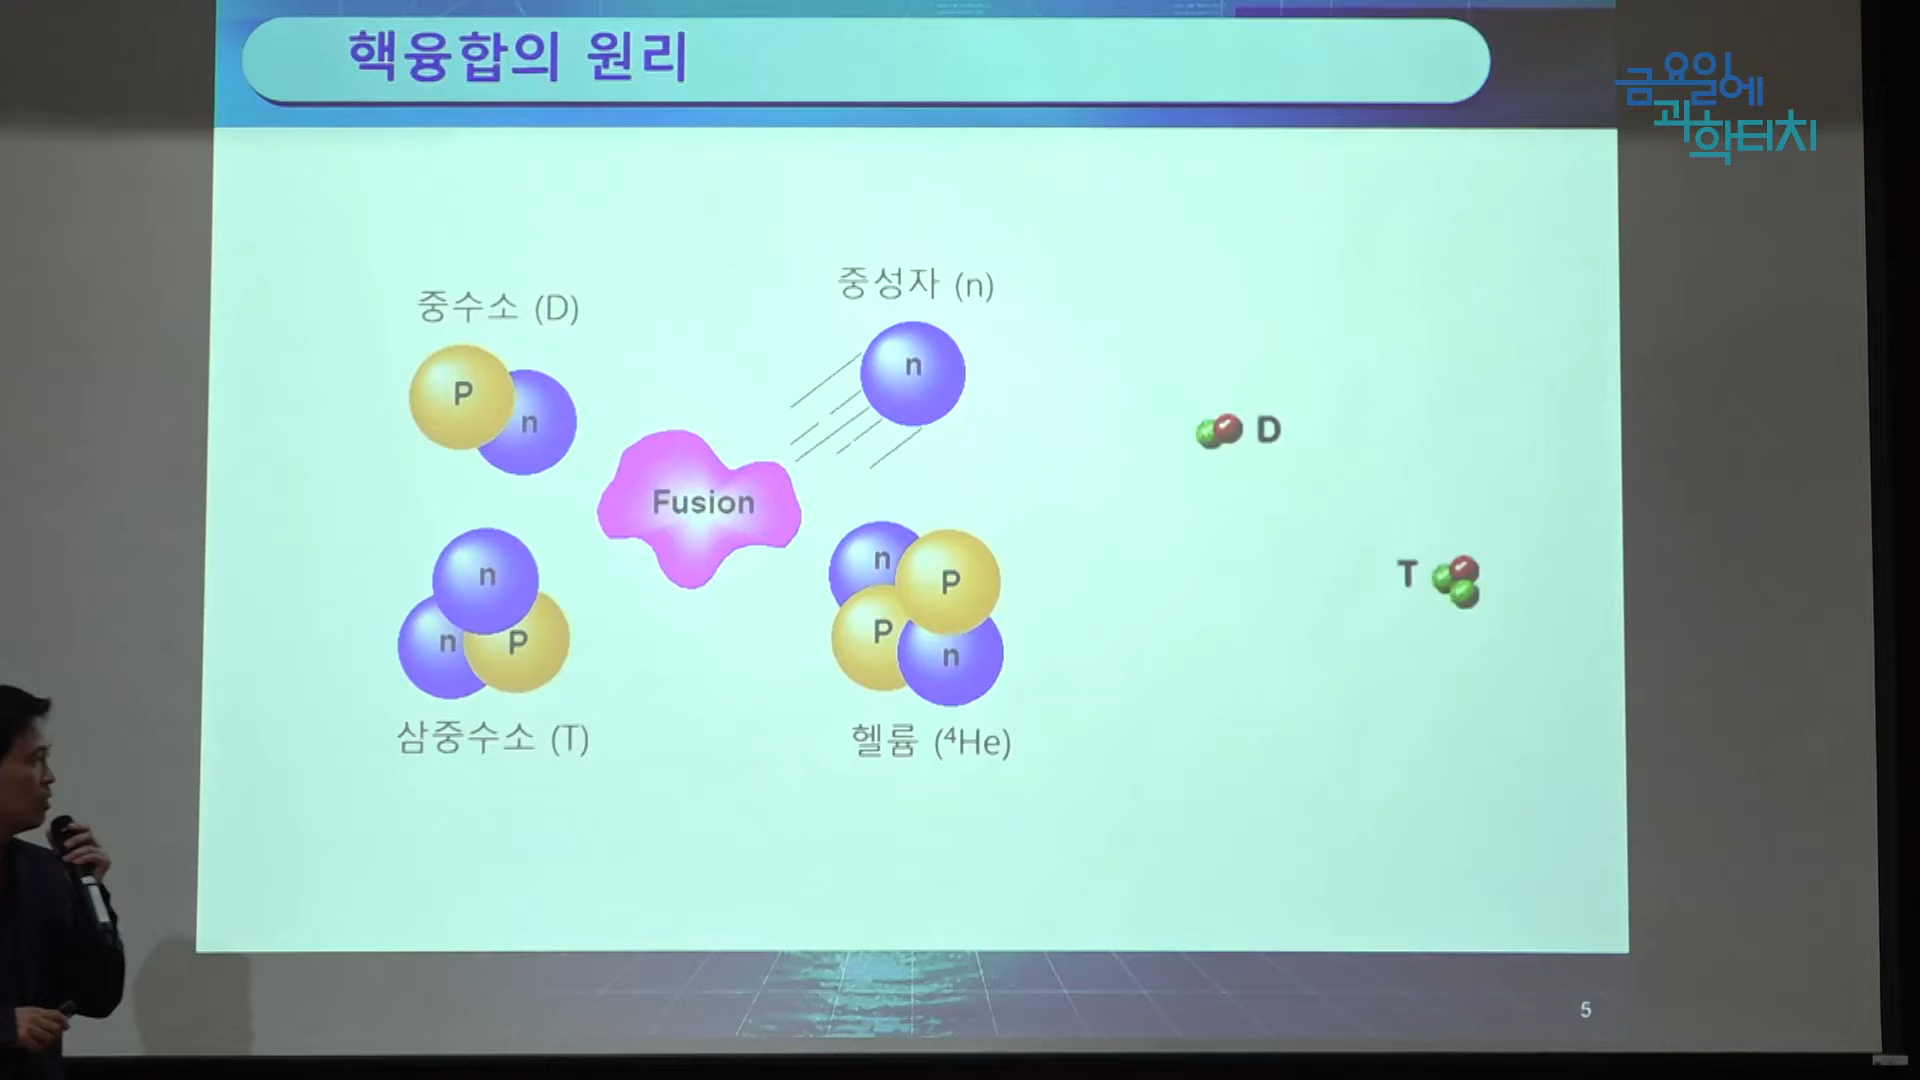 핵융합의 원리
금요일에
과학터치
중수소 (D)
P
n
중성자 (n)
n
Fusion
D
n
n
P
삼중수소 (T)
n
P
P
n
헬륨 (⁴He)
T
5